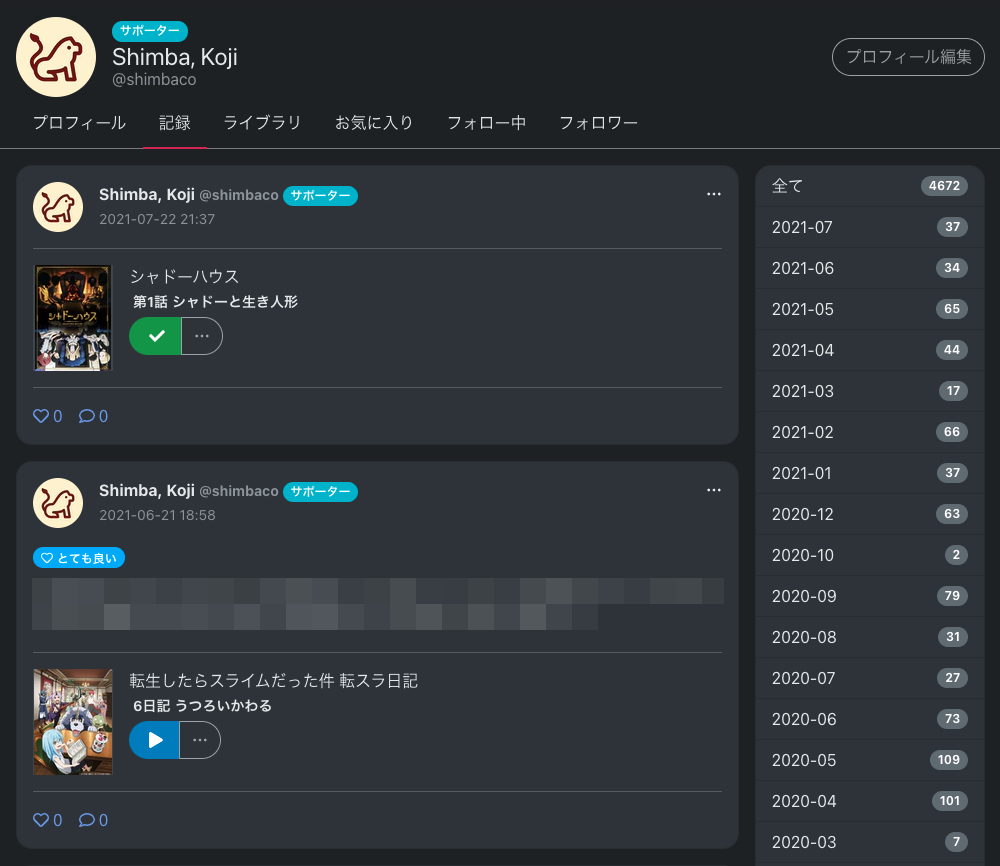 サポーター
Shimba, Koji
@shimbaco
プロフィール編集
プロフィール 記録 ライブラリ お気に入り フォロー中 フォロワー
Shimba, Koji @shimbaco サポーター
2021-07-22 21:37
シャドーハウス
シャドーハウス
第1話 シャドーと生き人形
0 0
Shimba, Koji @shimbaco サポーター
2021-06-21 18:58
とても良い
転生したらスライムだった件 転スラ日記
6日記 うつろいかわる
0 0
全て 4672
2021-07 37
2021-06 34
2021-05 65
2021-04 44
2021-03 17
2021-02 66
2021-01 37
2020-12 63
2020-10 2
2020-09 79
2020-08 31
2020-07 27
2020-06 73
2020-05 109
2020-04 101
2020-03 7